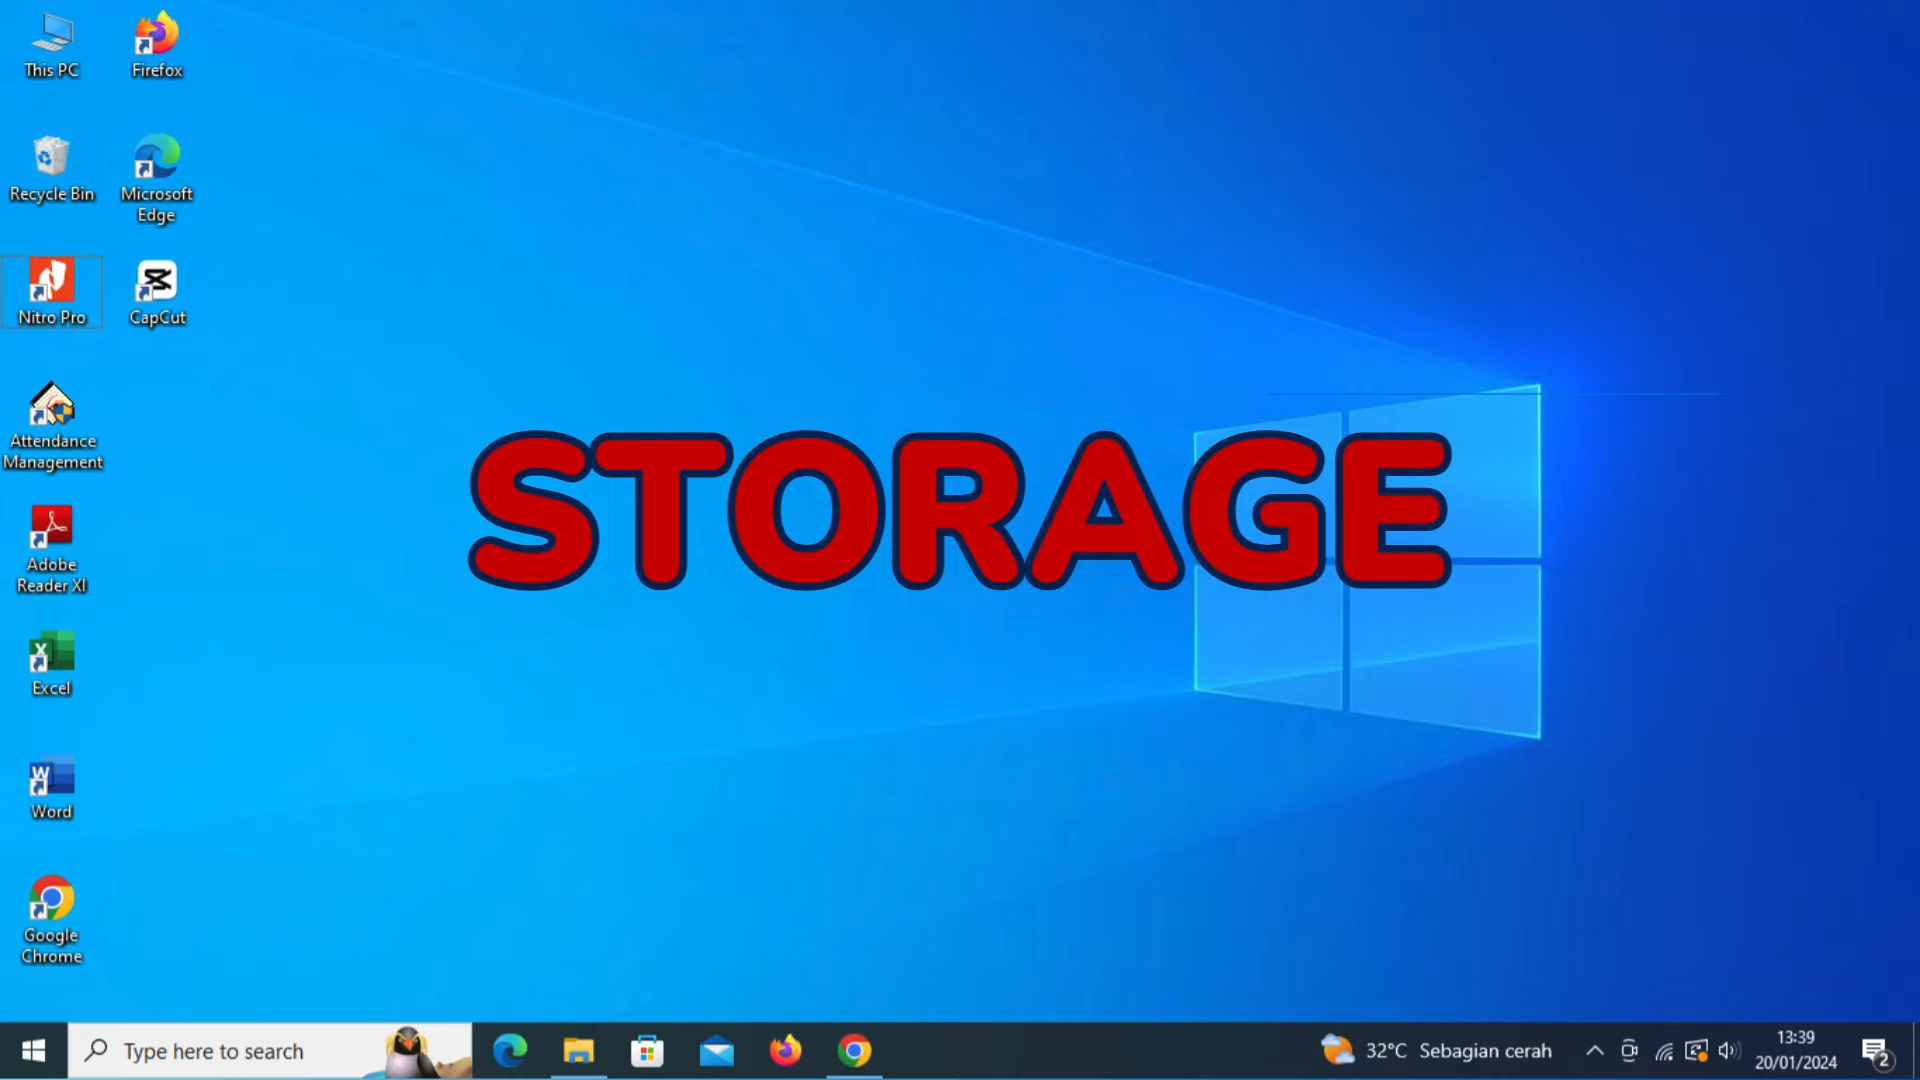 This PC
Firefox
Recycle Bin
Microsoft
Edge
Nitro Pro
CapCut
Attendance
Management
STORAGE
Adobe
Reader XI
Excel
Word
Google
Chrome
Type here to search
32°C Sebagian cerah
13:39
20/01/2024
2